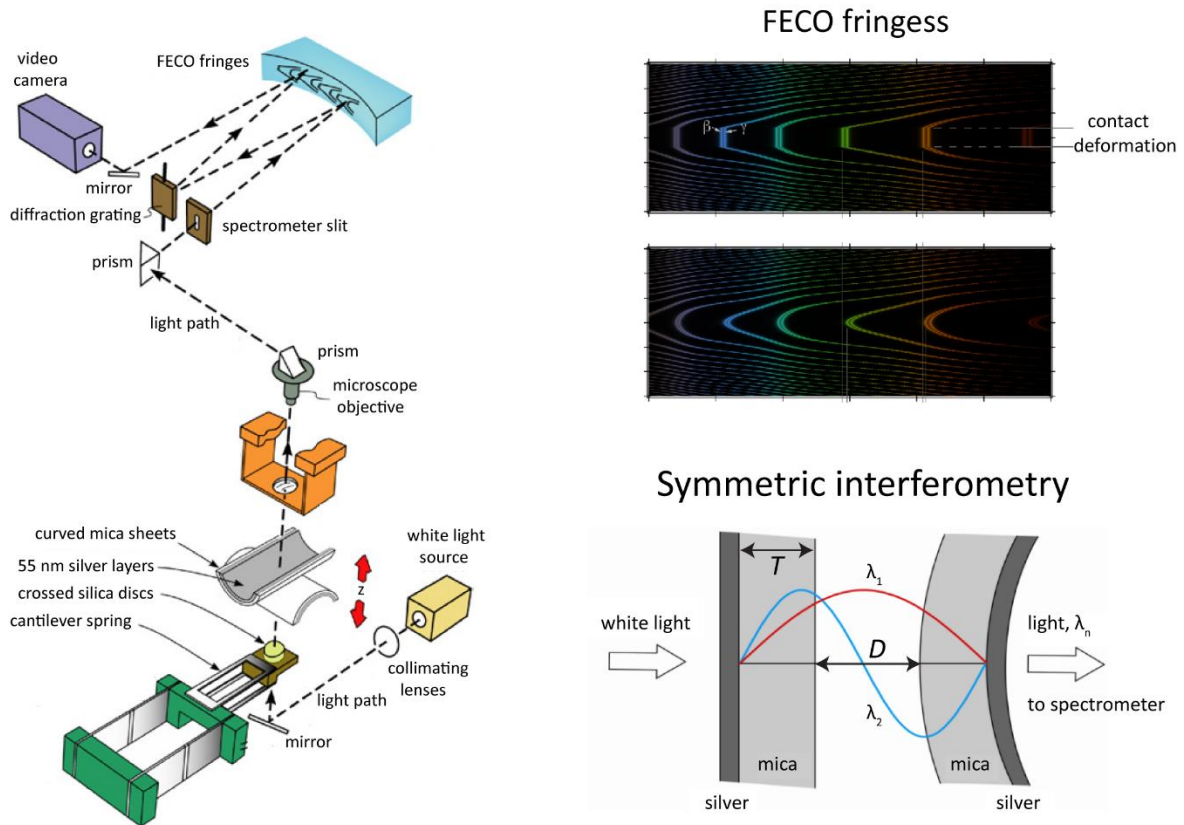 video
camera
FECO fringes
mirror
diffraction grating
spectrometer slit
prism
light path
prism
microscope
objective
curved mica sheets
55 nm silver layers
crossed silica discs
cantilever spring
white light
source
z
collimating
lenses
light path
mirror
FECO fringess
β γ
contact
deformation
Symmetric interferometry
T
λ1
white light
D
light, λn
λ2
to spectrometer
mica
mica
silver
silver